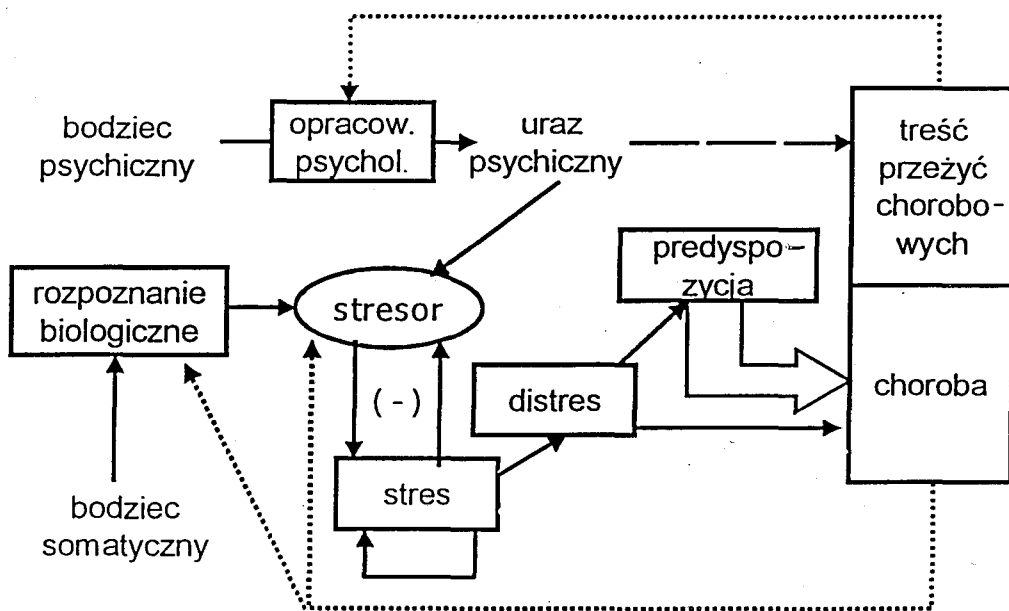 bodziec
psychiczny
opracow.
psychol.
uraz
psychiczny
treść
przeżyć
chorobo-
wych
predyspo-
zycja
rozpoznanie
biologiczne
stresor
(-)
distres
choroba
stres
bodziec
somatyczny